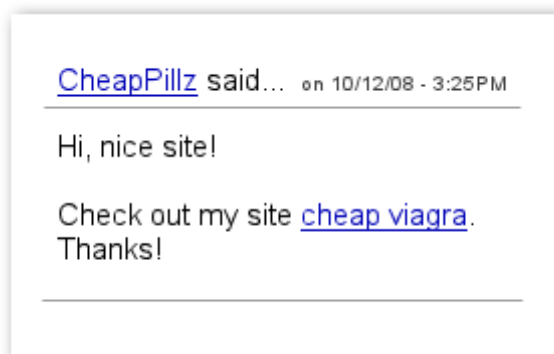 CheapPillz said... on 10/12/08 - 3:25PM
Hi, nice site!
Check out my site cheap viagra.
Thanks!